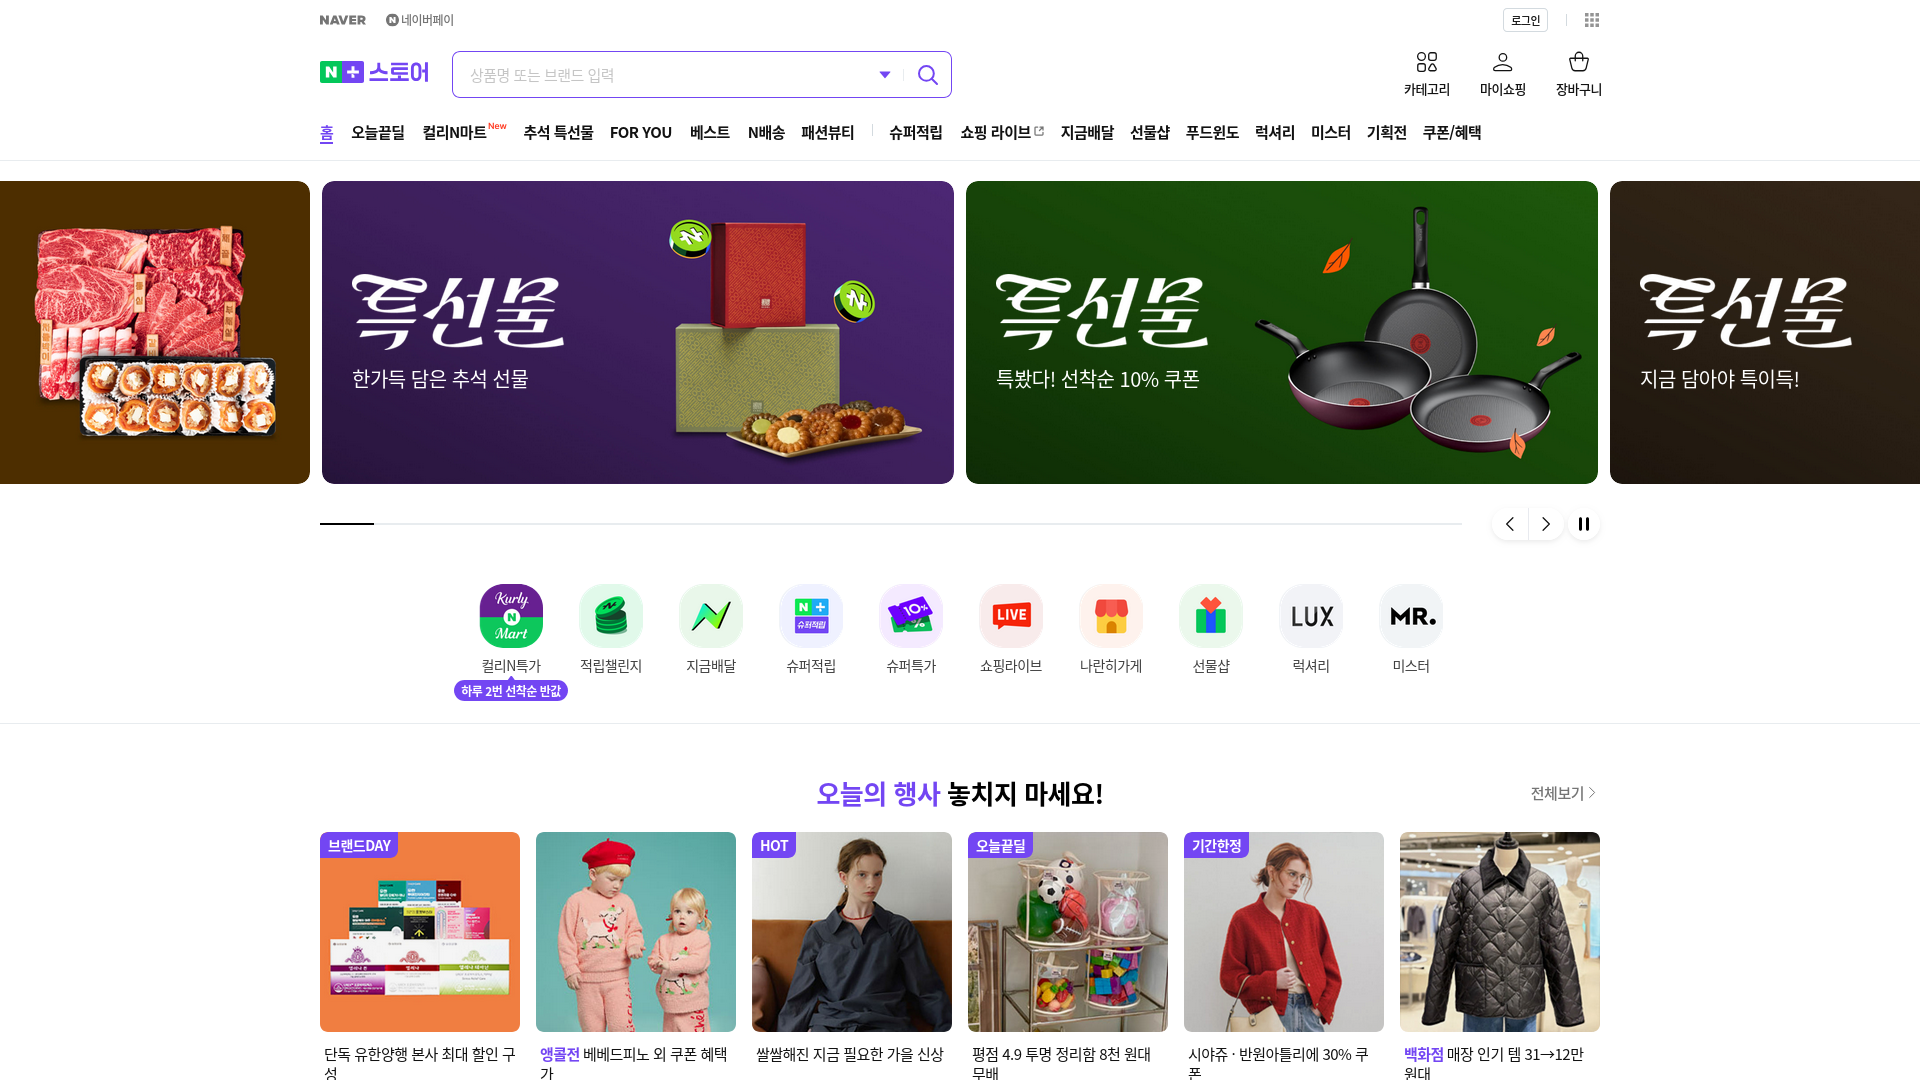 NAVER
네이버페이
로그인
N+ 스토어
상품명 또는 브랜드 입력
카테고리
마이쇼핑
장바구니
홈
오늘끝딜
컬리N마트 New
추석 특선물
FOR YOU
베스트
N배송
패션뷰티
슈퍼적립
쇼핑 라이브
지금배달
선물샵
푸드윈도
럭셔리
미스터
기획전
쿠폰/혜택
특선물
한가득 담은 추석 선물
특선물
특봤다! 선착순 10% 쿠폰
특선물
지금 담아야 특이득!
Kurly
N
Mart
컬리N특가
하루 2번 선착순 반값
적립챌린지
지금배달
N +
슈퍼적립
슈퍼적립
10%
슈퍼특가
LIVE
쇼핑라이브
나란히가게
선물샵
LUX
럭셔리
MR.
미스터
오늘의 행사 놓치지 마세요!
전체보기
브랜드DAY
HOT
오늘끝딜
기간한정
단독 유한양행 본사 최대 할인 구
성
앵콜전 베베드피노 외 쿠폰 혜택
가
쌀쌀해진 지금 필요한 가을 신상
평점 4.9 투명 정리함 8천 원대
무배
시야쥬 · 반원아틀리에 30% 쿠
폰
백화점 매장 인기 템 31→12만
원대